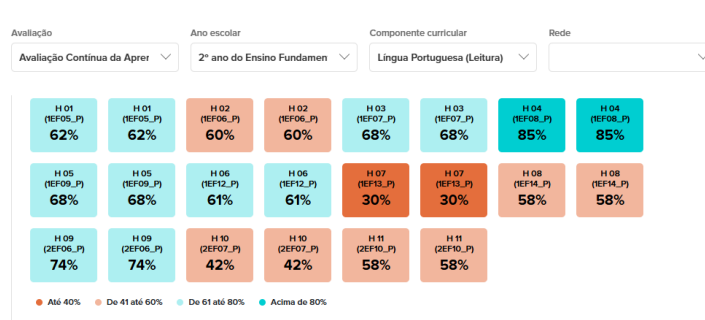 Avaliação Ano escolar Componente curricular Rede
Avaliação Contínua da Aprer 2º ano do Ensino Fundamen Língua Portuguesa (Leitura)
H 01 H 01 H 02 H 02 H 03 H 03 H 04 H 04
(1EF05_P) (1EF05_P) (1EF06_P) (1EF06_P) (1EF07_P) (1EF07_P) (1EF08_P) (1EF08_P)
62% 62% 60% 60% 68% 68% 85% 85%
H 05 H 05 H 06 H 06 H 07 H 07 H 08 H 08
(1EF09_P) (1EF09_P) (1EF12_P) (1EF12_P) (1EF13_P) (1EF13_P) (1EF14_P) (1EF14_P)
68% 68% 61% 61% 30% 30% 58% 58%
H 09 H 09 H 10 H 10 H 11 H 11
(2EF06_P) (2EF06_P) (2EF07_P) (2EF07_P) (2EF10_P) (2EF10_P)
74% 74% 42% 42% 58% 58%
Até 40% De 41 até 60% De 61 até 80% Acima de 80%